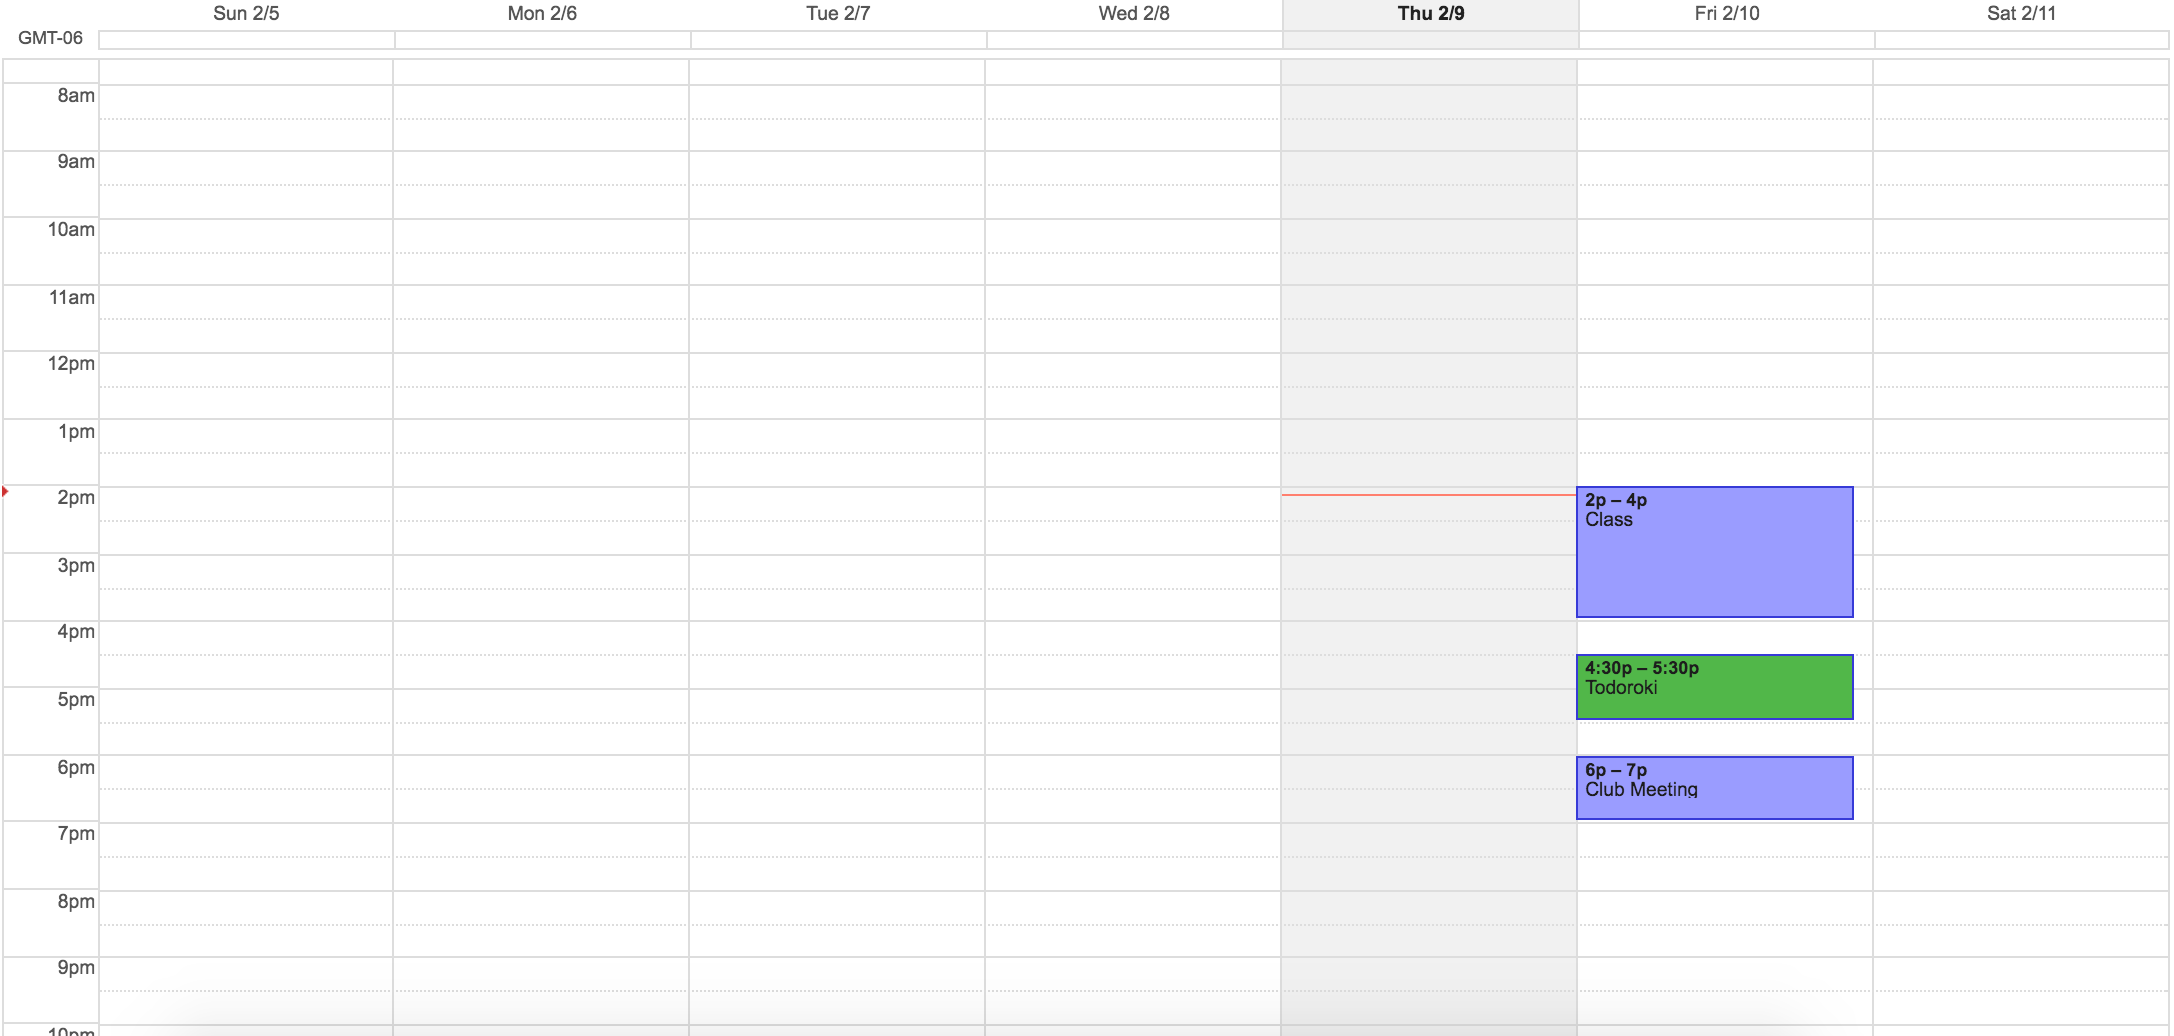 Sun 2/5 Mon 2/6 Tue 2/7 Wed 2/8 Thu 2/9 Fri 2/10 Sat 2/11
GMT-06
8am
9am
10am
11am
12pm
1pm
2pm
2p – 4p
Class
3pm
4pm
4:30p – 5:30p
Todoroki
5pm
6pm
6p – 7p
Club Meeting
7pm
8pm
9pm
10pm